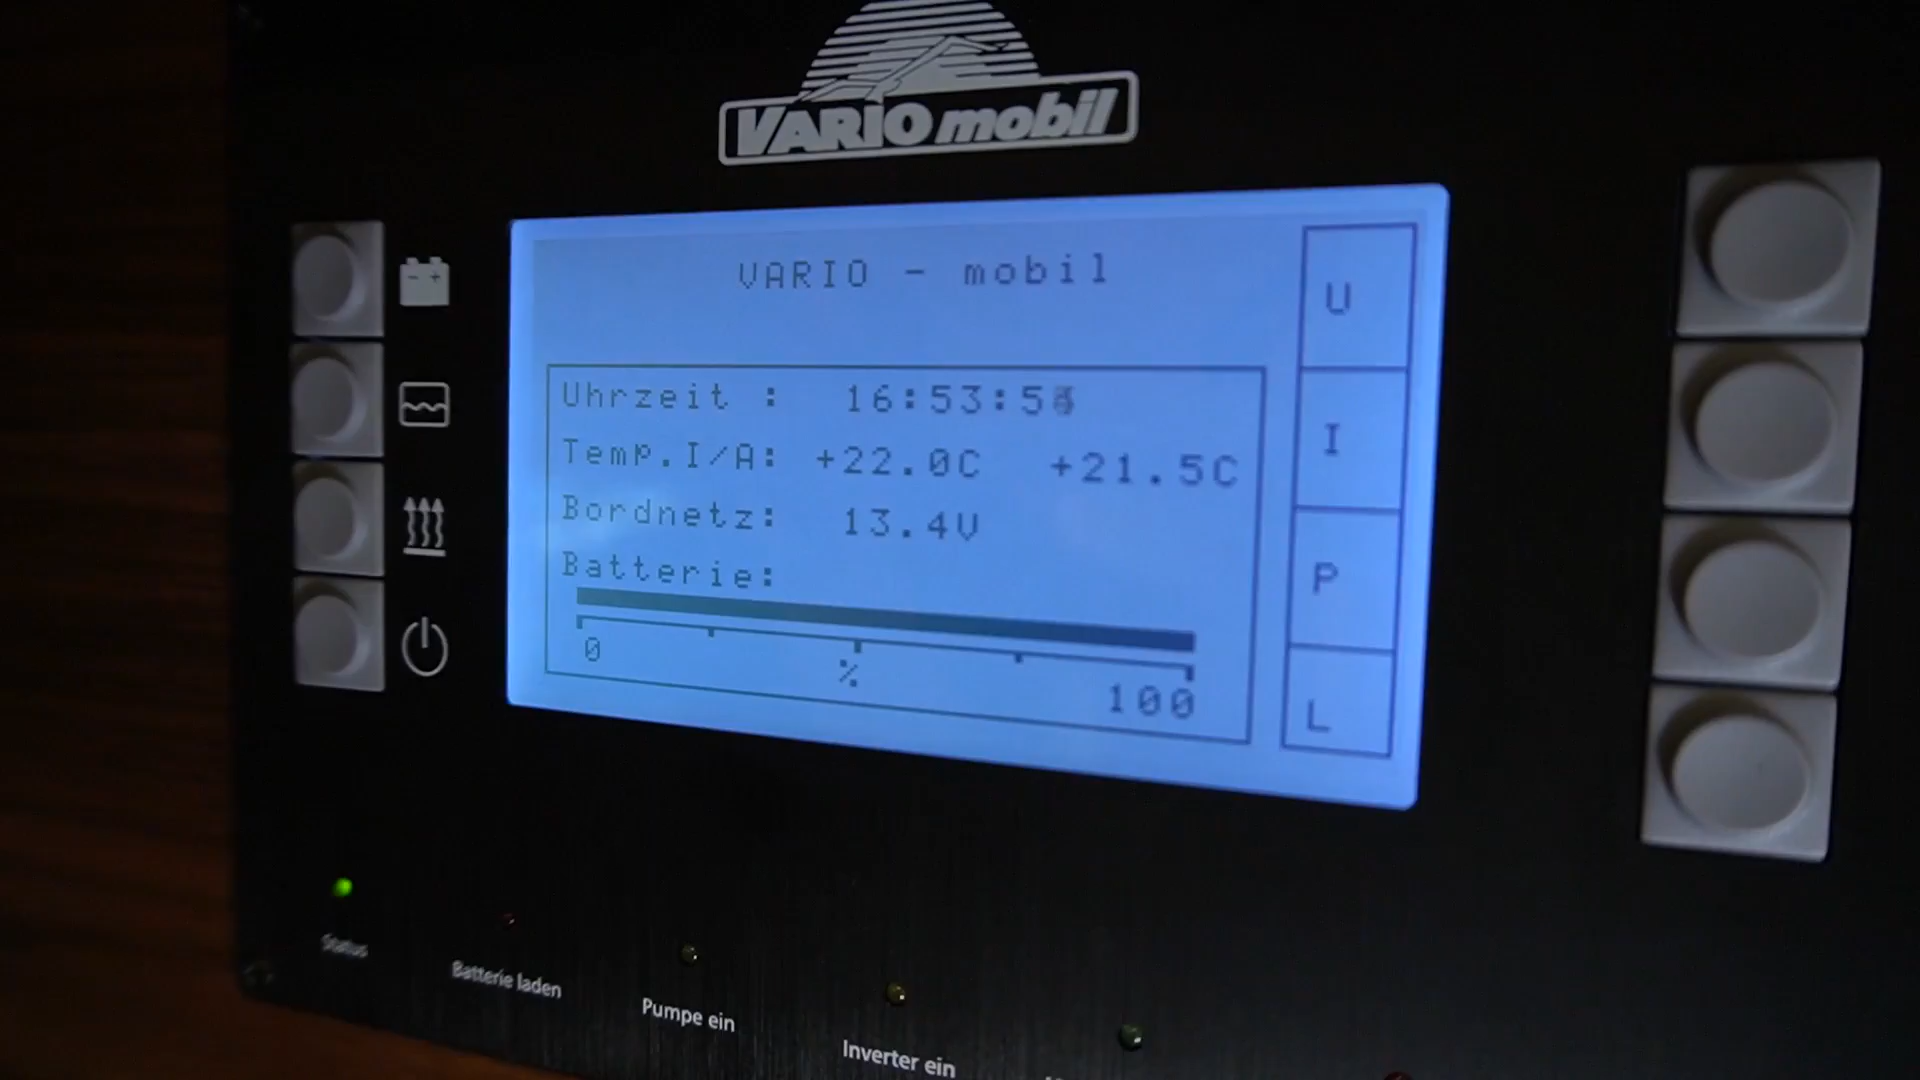 VARIO mobil
VARIO - mobil
Uhrzeit : 16:53:5
Temp.I/A: +22.0C +21.5C
Bordnetz: 13.4V
Batterie:
0 % 100
U
I
P
L
Status
Batterie laden
Pumpe ein
Inverter ein